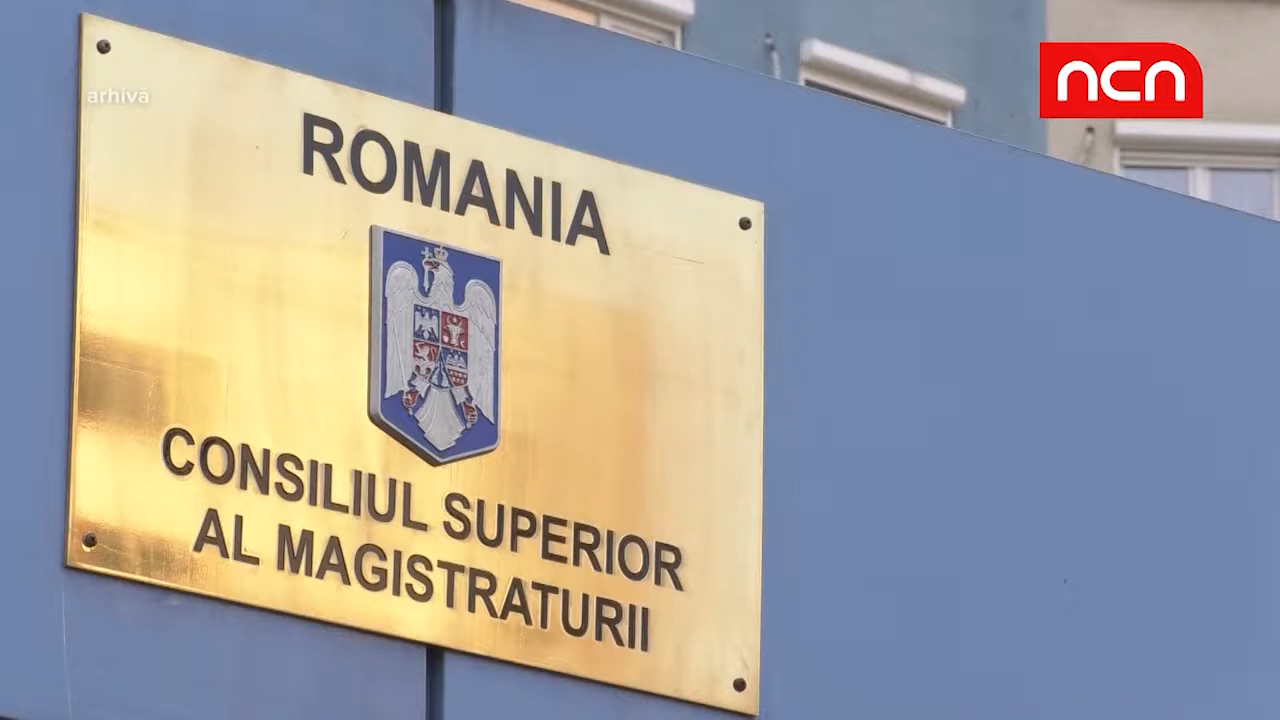 arhivă
ncn
ROMANIA
CONSILIUL SUPERIOR
AL MAGISTRATURII